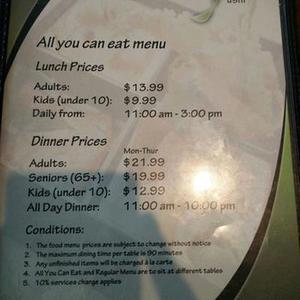 ushi
All you can eat menu
Lunch Prices
Adults: $13.99
Kids (under 10): $9.99
Daily from: 11:00 am - 3:00 pm
Dinner Prices
Mon-Thur
Adults: $21.99
Seniors (65+): $19.99
Kids (under 10): $12.99
All Day Dinner: 11:00 am - 10:00 pm
Conditions:
1. The food menu prices are subject to change without notice
2. The maximum dining time per table is 90 minutes
3. Any unfinished items will be charged à la carte
4. All You Can Eat and Regular Menu are to sit at different tables
5. 10% services change applies